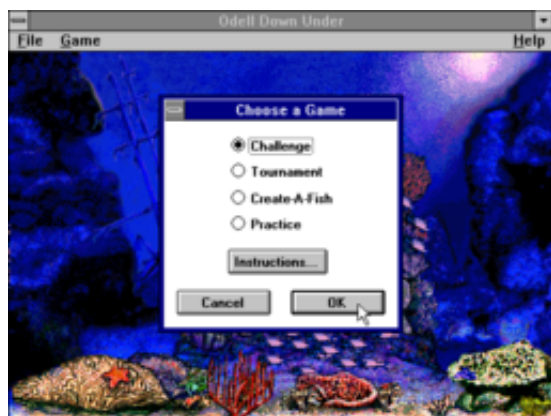 Odell Down Under
File Game Help
Choose a Game
Challenge
Tournament
Create-A-Fish
Practice
Instructions...
Cancel OK